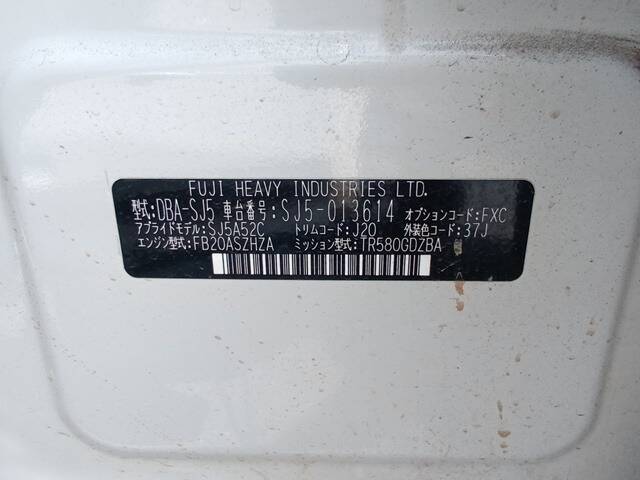 FUJI HEAVY INDUSTRIES LTD.
型式:DBA-SJ5 車台番号:SJ5-013614 オプションコード:FXC
アプライドモデル:SJ5A52C トリムコード:J20 外装色コード:37J
エンジン型式:FB20ASZHZA ミッション型式:TR580GDZBA